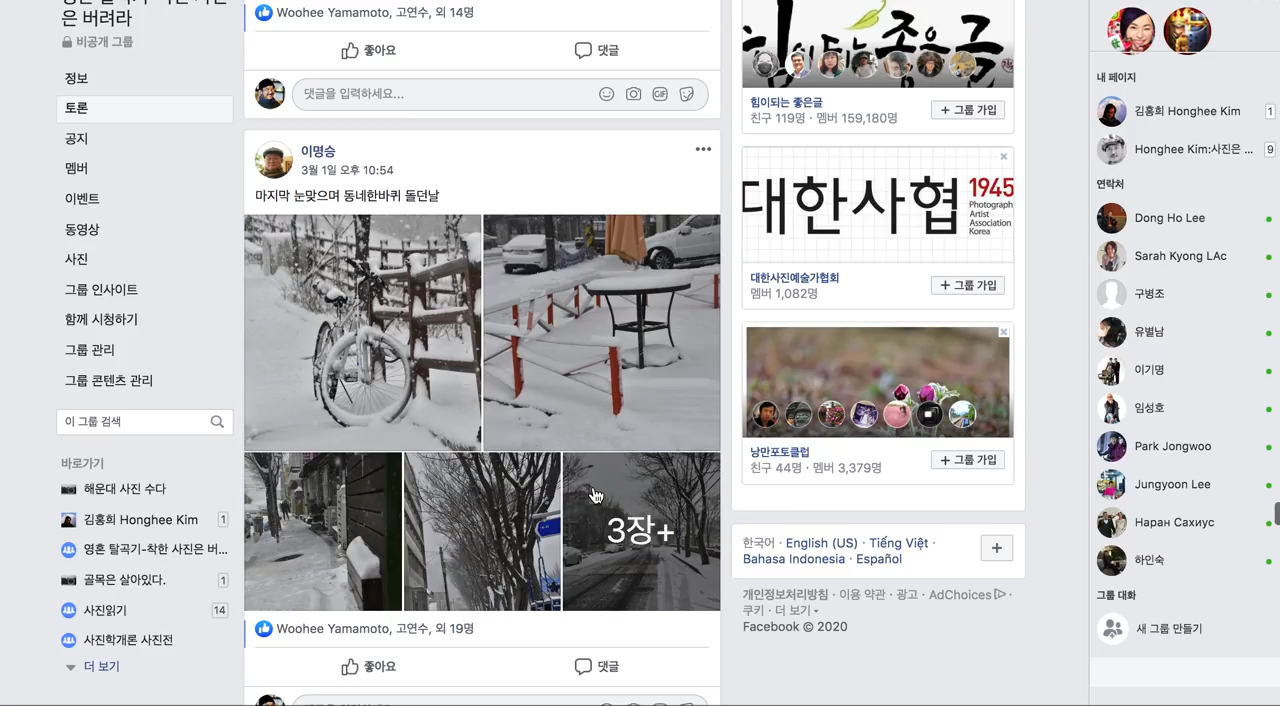 은 버려라
비공개 그룹
정보
토론
공지
멤버
이벤트
동영상
사진
그룹 인사이트
함께 시청하기
그룹 관리
그룹 콘텐츠 관리
이 그룹 검색
바로가기
해운대 사진 수다
김홍희 Honghee Kim 1
영혼 탈곡기-착한 사진은 버...
골목은 살아있다. 1
사진읽기 14
사진학개론 사진전
더 보기
Woohee Yamamoto, 고연수, 외 14명
좋아요 댓글
댓글을 입력하세요...
GIF
이명승
3월 1일 오후 10:54
마지막 눈맞으며 동네한바퀴 돌던날
3장+
Woohee Yamamoto, 고연수, 외 19명
좋아요 댓글
힘이되는 좋은글
힘이되는 좋은글
친구 119명 · 멤버 159,180명
+ 그룹 가입
대한사협 1945
Photograph
Artist
Association
Korea
대한사진예술가협회
멤버 1,082명
+ 그룹 가입
낭만포토클럽
친구 44명 · 멤버 3,379명
+ 그룹 가입
한국어 · English (US) · Tiếng Việt ·
Bahasa Indonesia · Español
개인정보처리방침 · 이용 약관 · 광고 · AdChoices ·
쿠키 · 더 보기
Facebook © 2020
내 페이지
김홍희 Honghee Kim 1
Honghee Kim:사진은 ... 9
연락처
Dong Ho Lee
Sarah Kyong LAc
구병조
유별남
이기명
임성호
Park Jongwoo
Jungyoon Lee
Наран Сахиус
하인숙
그룹 대화
새 그룹 만들기